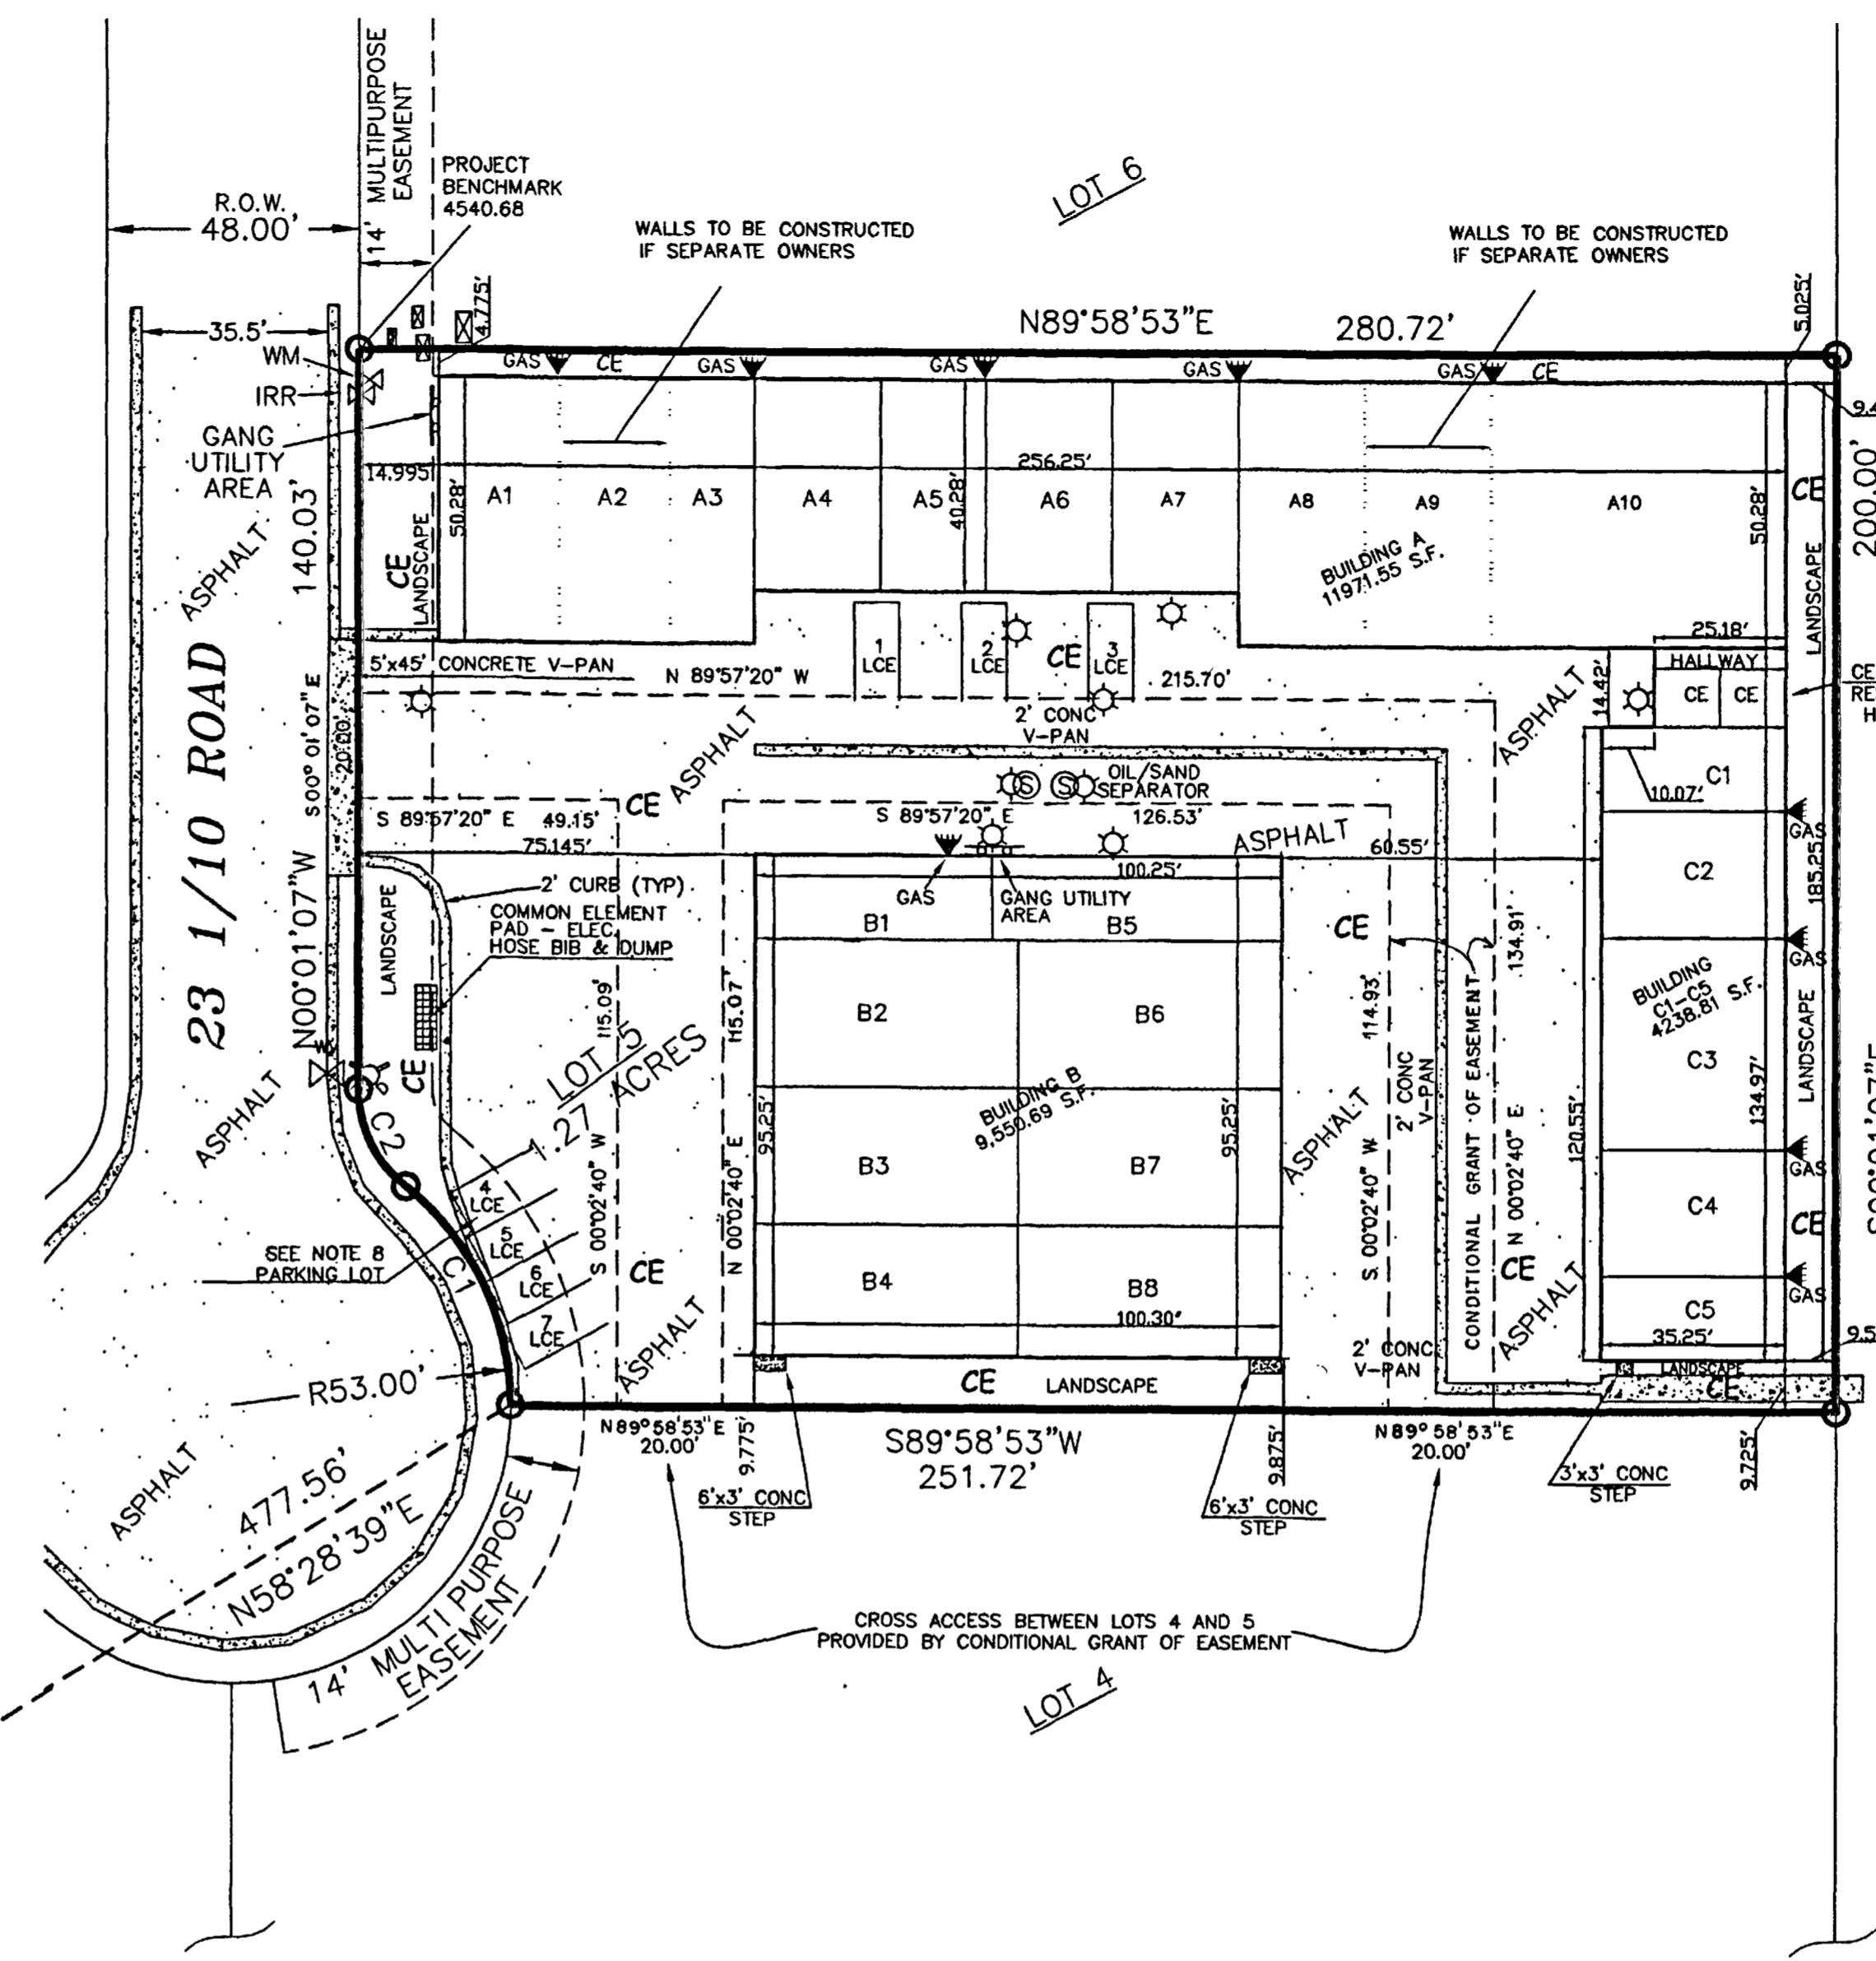 14' MULTIPURPOSE
EASEMENT
PROJECT
BENCHMARK
4540.68
R.O.W.
48.00'
LOT 6
WALLS TO BE CONSTRUCTED
IF SEPARATE OWNERS
WALLS TO BE CONSTRUCTED
IF SEPARATE OWNERS
4.775'
5.025'
N89°58'53"E 280.72'
35.5'
WM
IRR
GAS CE GAS GAS GAS GAS CE
GANG
UTILITY
AREA
14.995'
256.25'
50.28'
40.28'
50.28'
A1 A2 A3 A4 A5 A6 A7 A8 A9 A10
CE
200.00'
140.03'
ASPHALT
CE
LANDSCAPE
BUILDING A
11971.55 S.F.
LANDSCAPE
25.18'
HALLWAY
CE CE
14.42'
5'x45' CONCRETE V-PAN
N 89°57'20" W
215.70'
1
LCE
2
LCE
CE
3
LCE
ASPHALT
2' CONC
V-PAN
ASPHALT
S00° 01' 07" E
20.00'
23 1/10 ROAD
OIL/SAND
SEPARATOR
S S
C1
10.07'
S 89°57'20" E 49.15'
CE
S 89°57'20" E
126.53'
ASPHALT
75.145'
60.55'
100.25'
GAS
GAS
GANG UTILITY
AREA
C2
185.25'
N00°01'07"W
LANDSCAPE
2' CURB (TYP)
COMMON ELEMENT
PAD - ELEC.
HOSE BIB & DUMP
B1 B5
CE
134.91'
GAS
BUILDING
C1-C5
4238.81 S.F.
B2 B6
115.09'
115.07'
114.93'
LOT 5
1.27 ACRES
CE
C2
ASPHALT
BUILDING B
9,550.69 S.F.
95.25'
95.25'
2' CONC
V-PAN
CONDITIONAL GRANT OF EASEMENT
C3
LANDSCAPE
134.97'
120.55'
ASPHALT
B3 B7
S 00°02'40" W
N 00°02'40" E
S 00°02'40" W
N 00°02'40" E
GAS
C4
CE
4
LCE
5
LCE
6
LCE
7
LCE
SEE NOTE 8
PARKING LOT
C1
CE
B4 B8
CE
GAS
C5
100.30'
35.25'
ASPHALT
ASPHALT
2' CONC
V-PAN
LANDSCAPE
CE
R53.00'
CE LANDSCAPE
N89°58'53"E
20.00'
9.775'
S89°58'53"W
251.72'
9.875'
N89°58'53"E
20.00'
9.725'
6'x3' CONC
STEP
6'x3' CONC
STEP
3'x3' CONC
STEP
ASPHALT
477.56'
N58°28'39"E
14' MULTI PURPOSE
EASEMENT
CROSS ACCESS BETWEEN LOTS 4 AND 5
PROVIDED BY CONDITIONAL GRANT OF EASEMENT
LOT 4